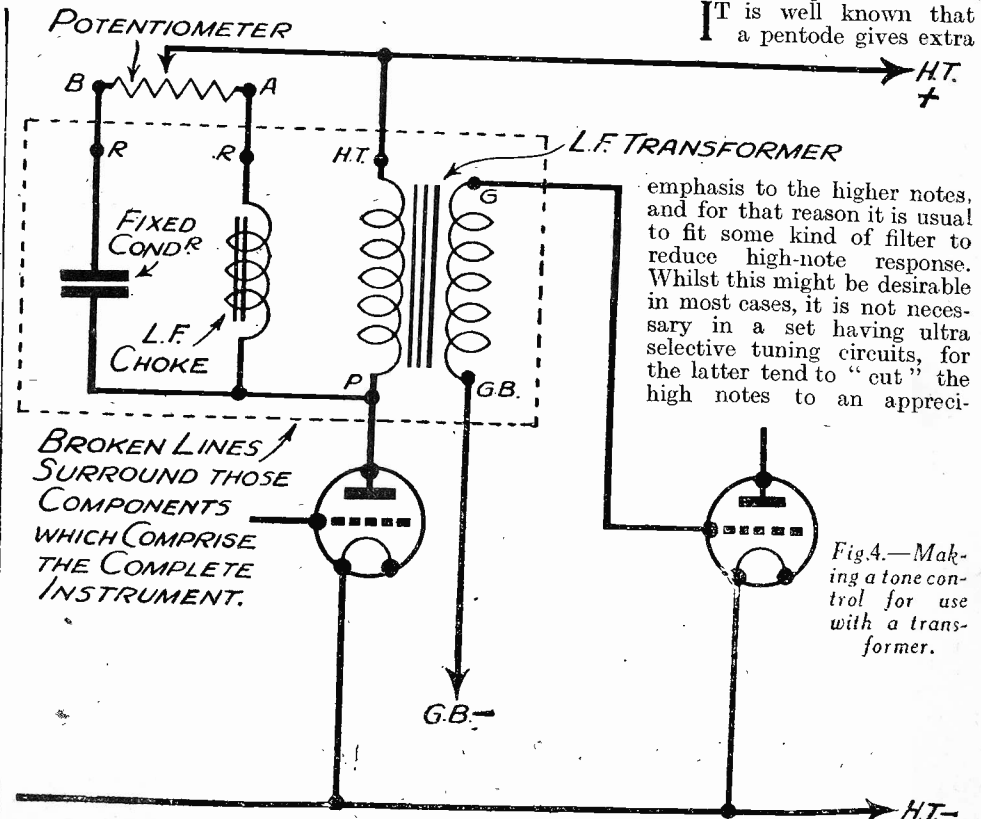 POTENTIOMETER
IT is well known that
a pentode gives extra
H.T.
+
B
A
R
R
H.T.
L.F. TRANSFORMER
G
FIXED
CONDR
L.F.
CHOKE
P
G.B.
emphasis to the higher notes,
and for that reason it is usual
to fit some kind of filter to
reduce high-note response.
Whilst this might be desirable
in most cases, it is not neces-
sary in a set having ultra
selective tuning circuits, for
the latter tend to “ cut ” the
high notes to an appreci-
BROKEN LINES
SURROUND THOSE
COMPONENTS
WHICH COMPRISE
THE COMPLETE
INSTRUMENT.
Fig.4.—Mak-
ing a tone con-
trol for use
with a trans-
former.
G.B.-
H.T.-